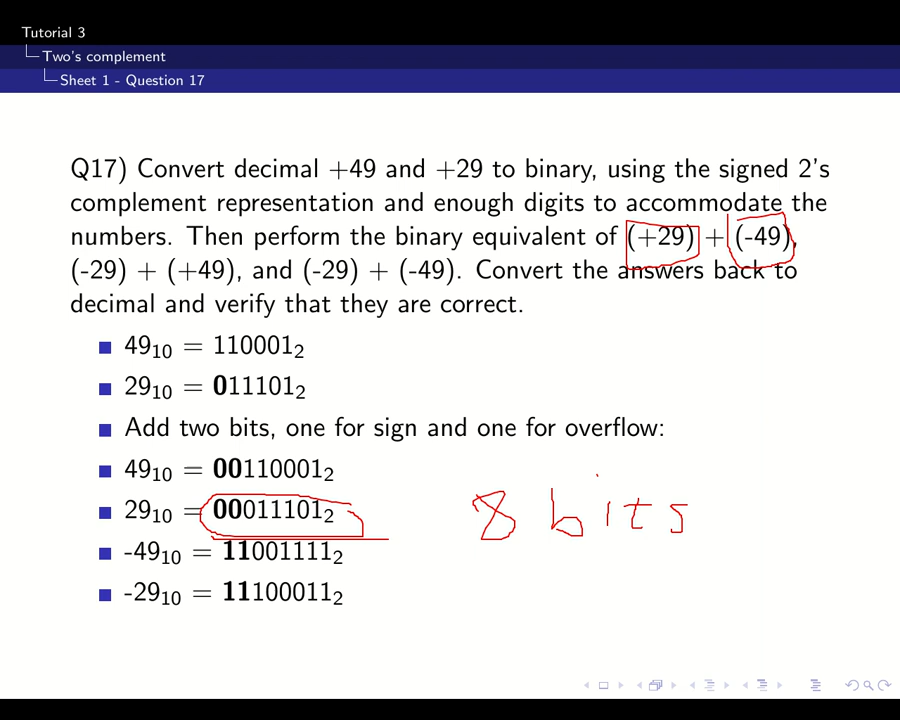 Tutorial 3
Two's complement
Sheet 1 - Question 17
Q17) Convert decimal +49 and +29 to binary, using the signed 2's
complement representation and enough digits to accommodate the
numbers. Then perform the binary equivalent of (+29) + (-49),
(-29) + (+49), and (-29) + (-49). Convert the answers back to
decimal and verify that they are correct.
49₁₀ = 110001₂
29₁₀ = 011101₂
Add two bits, one for sign and one for overflow:
49₁₀ = 00110001₂
29₁₀ = 00011101₂
8 bits
-49₁₀ = 11001111₂
-29₁₀ = 11100011₂